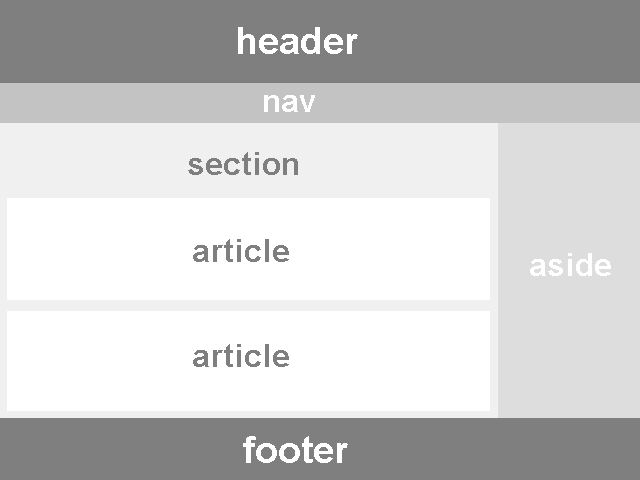 header
nav
section
article
article
aside
footer